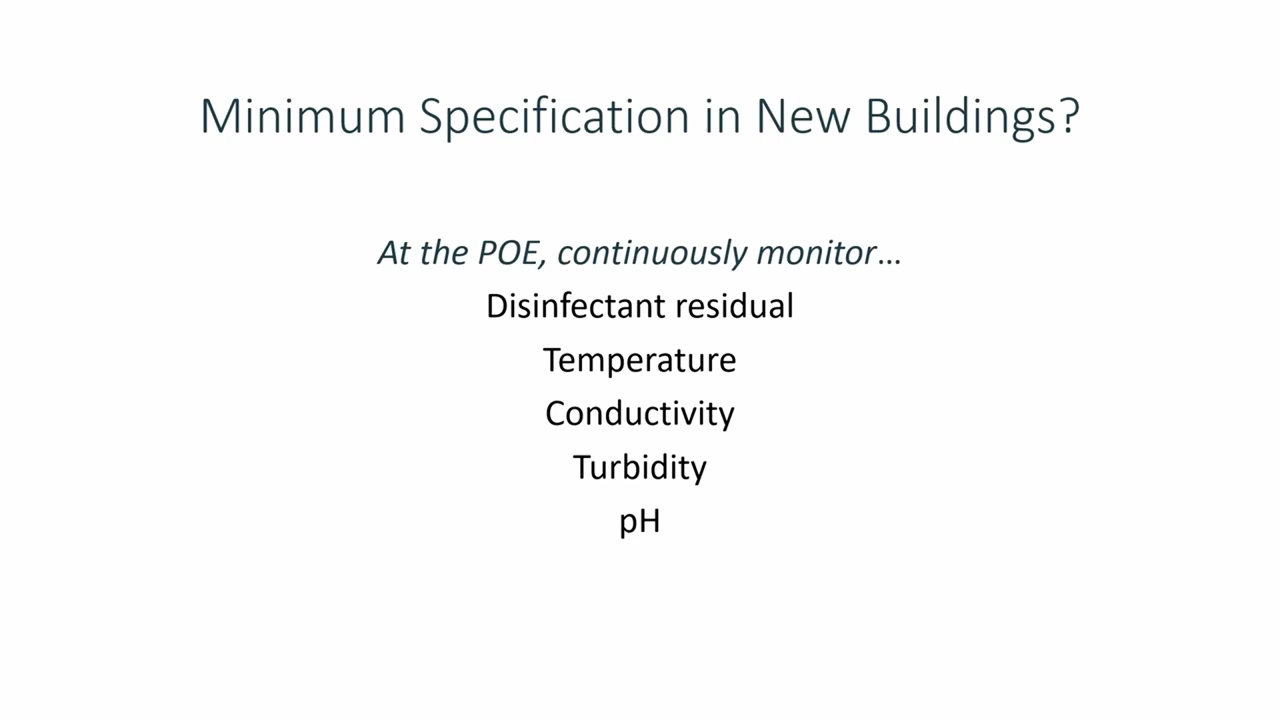 Minimum Specification in New Buildings?
At the POE, continuously monitor…
Disinfectant residual
Temperature
Conductivity
Turbidity
pH